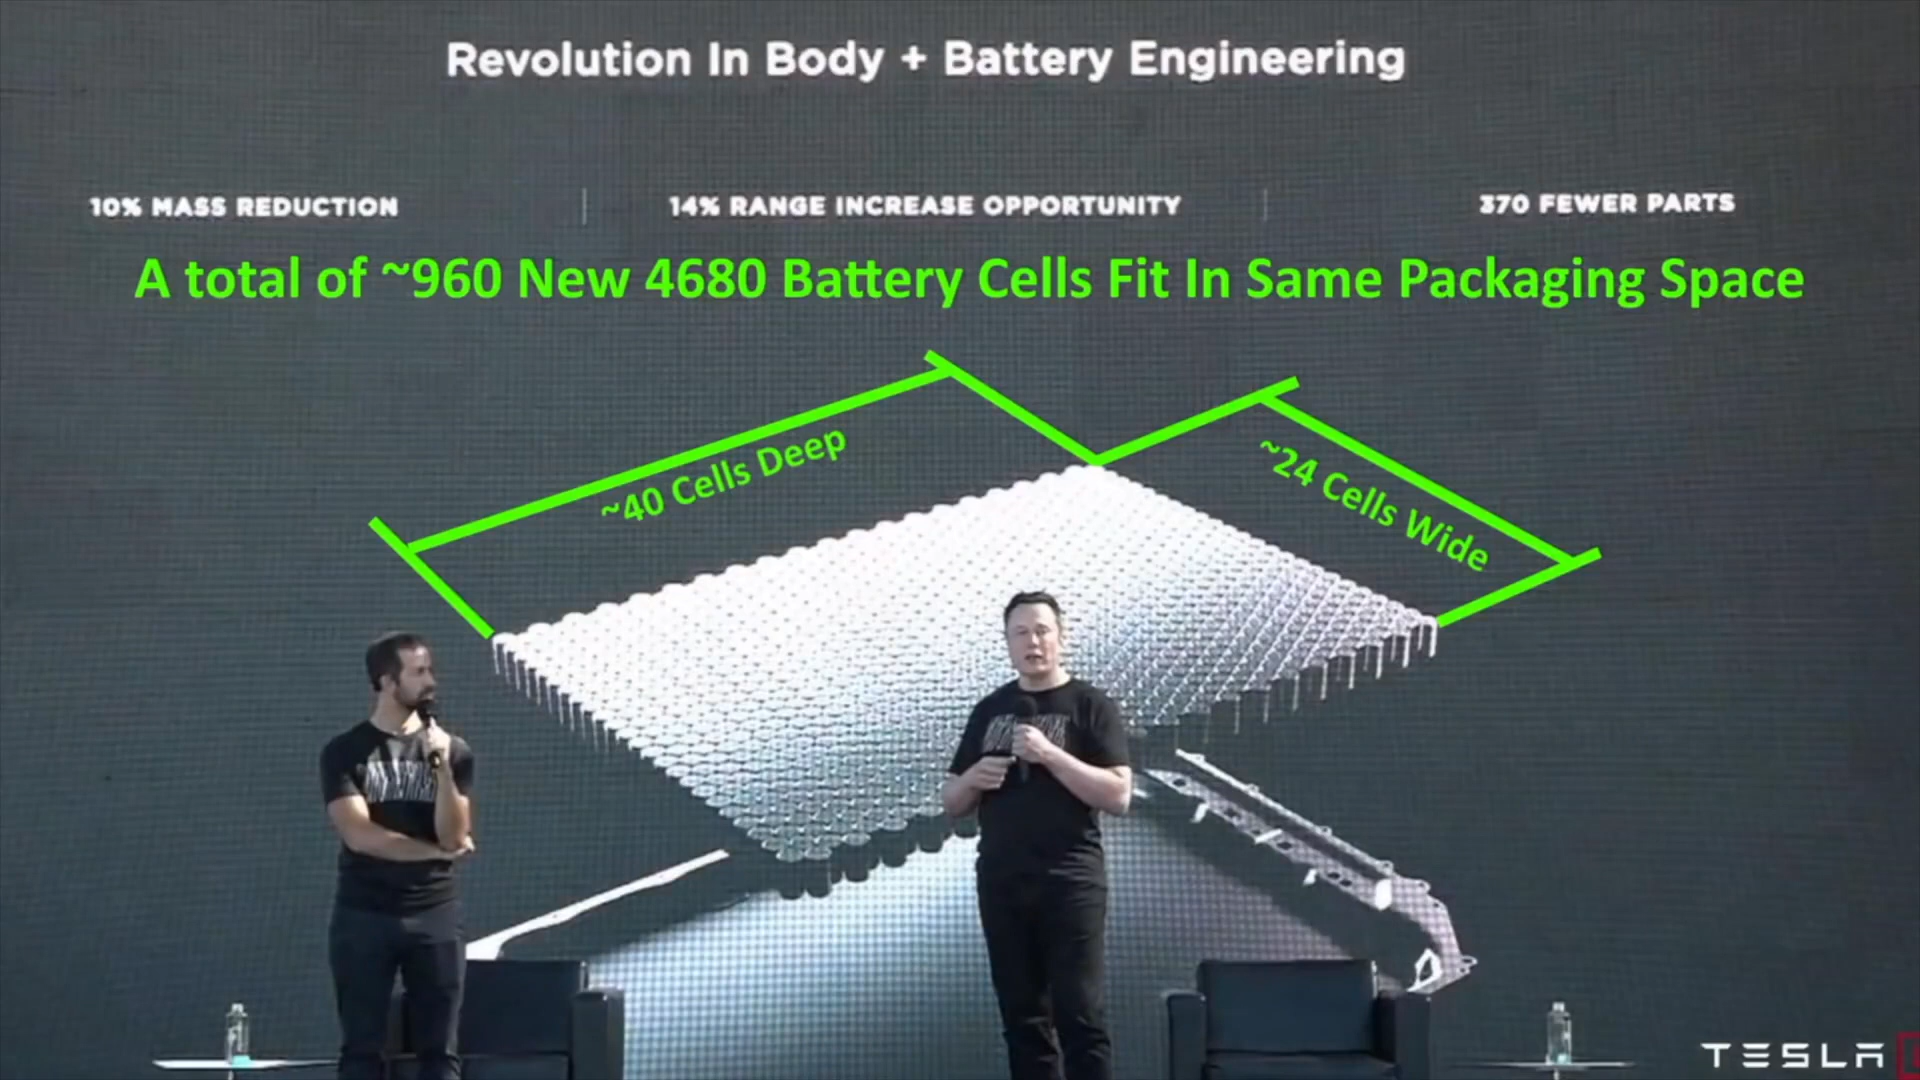 Revolution In Body + Battery Engineering
10% MASS REDUCTION | 14% RANGE INCREASE OPPORTUNITY | 370 FEWER PARTS
A total of ~960 New 4680 Battery Cells Fit In Same Packaging Space
~40 Cells Deep
~24 Cells Wide
TESLA